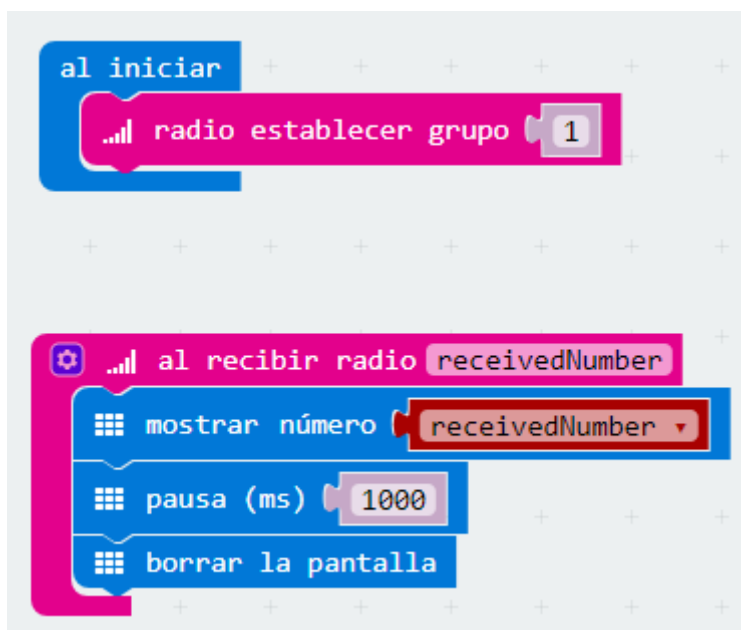 al iniciar
radio establecer grupo 1
al recibir radio receivedNumber
mostrar número receivedNumber
pausa (ms) 1000
borrar la pantalla